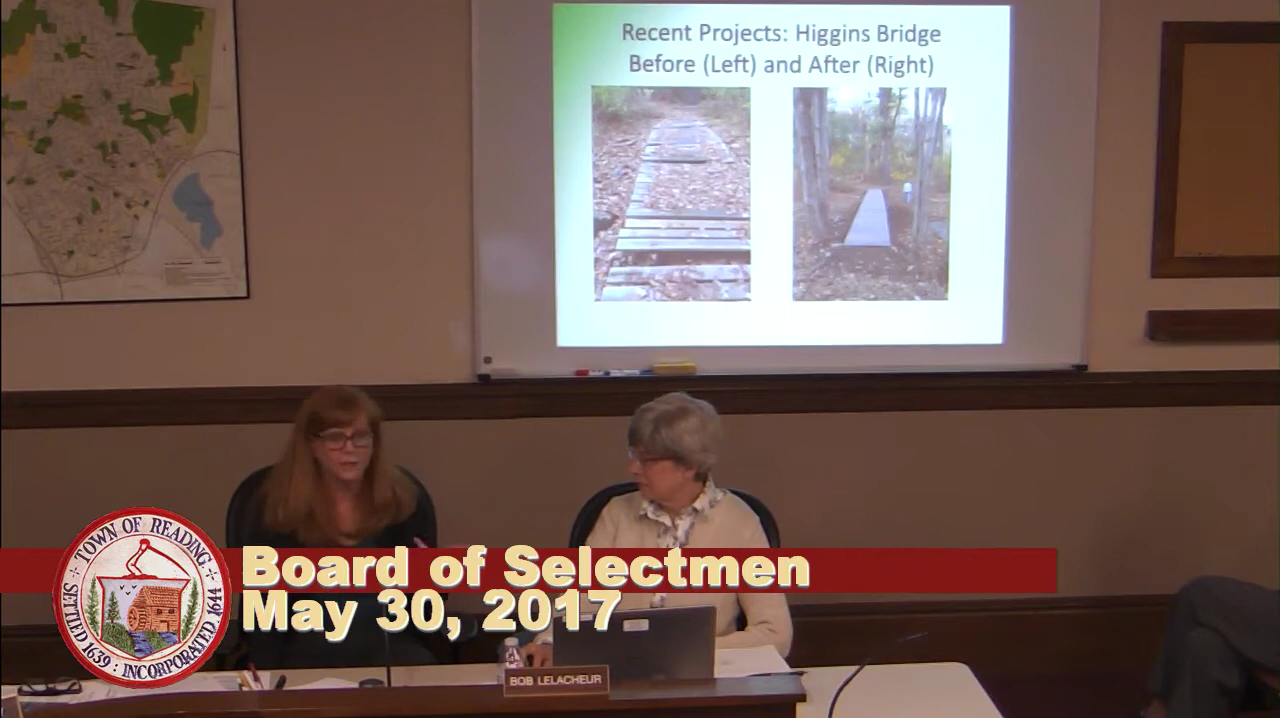 Recent Projects: Higgins Bridge
Before (Left) and After (Right)
TOWN OF READING
SETTLED 1639 : INCORPORATED 1644
Board of Selectmen
May 30, 2017
BOB LELACHEUR